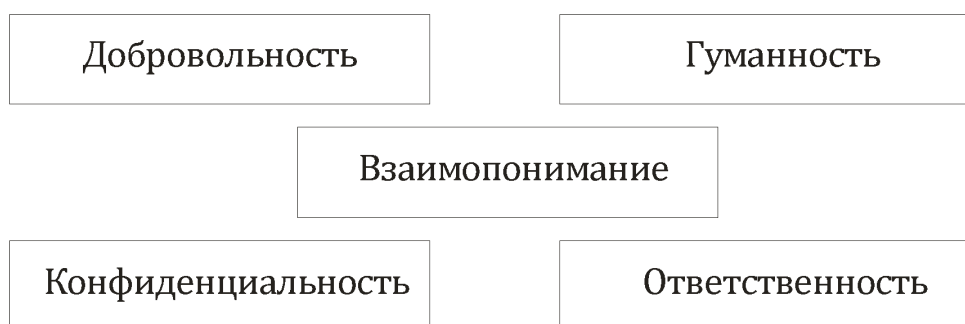 Добровольность
Гуманность
Взаимопонимание
Конфиденциальность
Ответственность